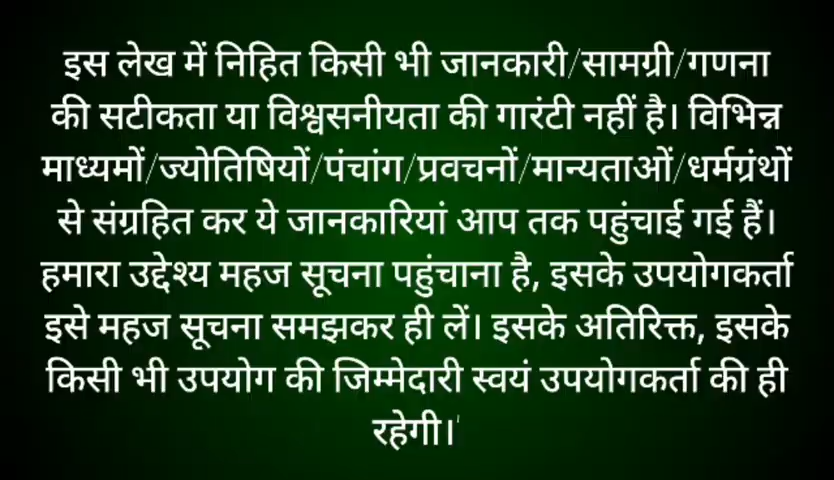 इस लेख में निहित किसी भी जानकारी/सामग्री/गणना
की सटीकता या विश्वसनीयता की गारंटी नहीं है। विभिन्न
माध्यमों/ज्योतिषियों/पंचांग/प्रवचनों/मान्यताओं/धर्मग्रंथों
से संग्रहित कर ये जानकारियां आप तक पहुंचाई गई हैं।
हमारा उद्देश्य महज सूचना पहुंचाना है, इसके उपयोगकर्ता
इसे महज सूचना समझकर ही लें। इसके अतिरिक्त, इसके
किसी भी उपयोग की जिम्मेदारी स्वयं उपयोगकर्ता की ही
रहेगी।'